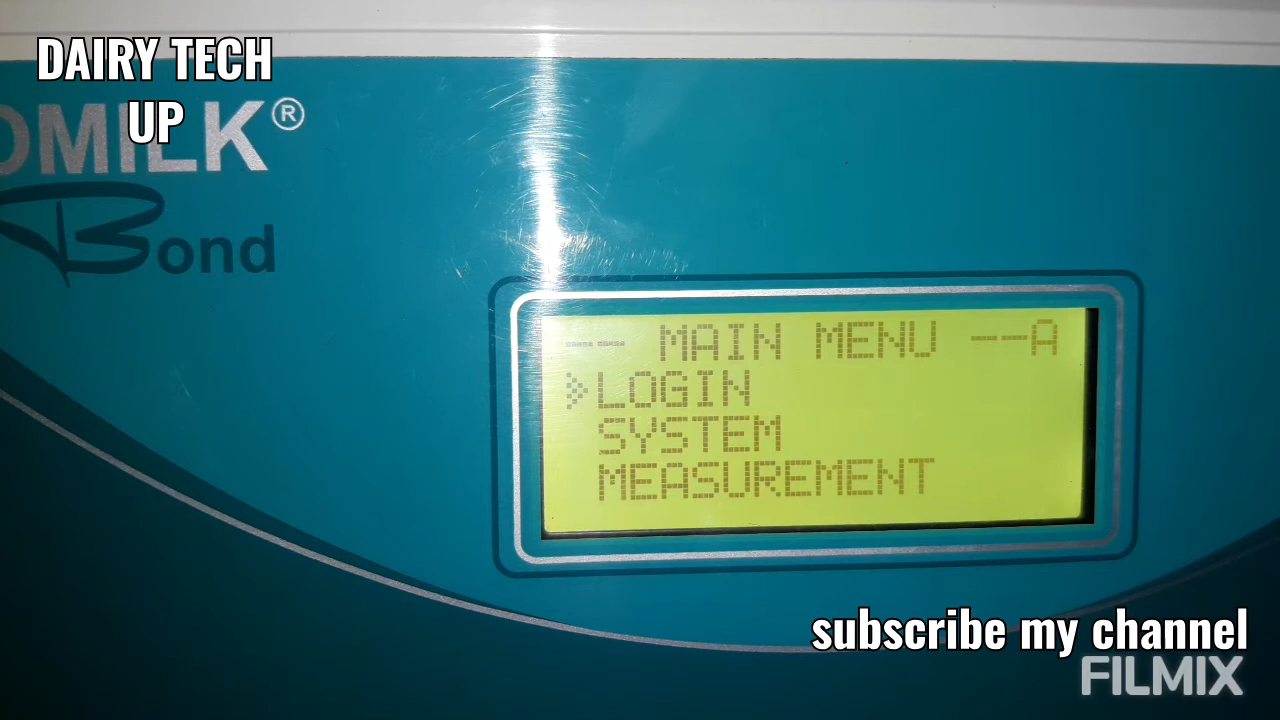 DAIRY TECH
UP
OMILK®
Bond
MAIN MENU --A
»LOGIN
SYSTEM
MEASUREMENT
subscribe my channel
FILMIX